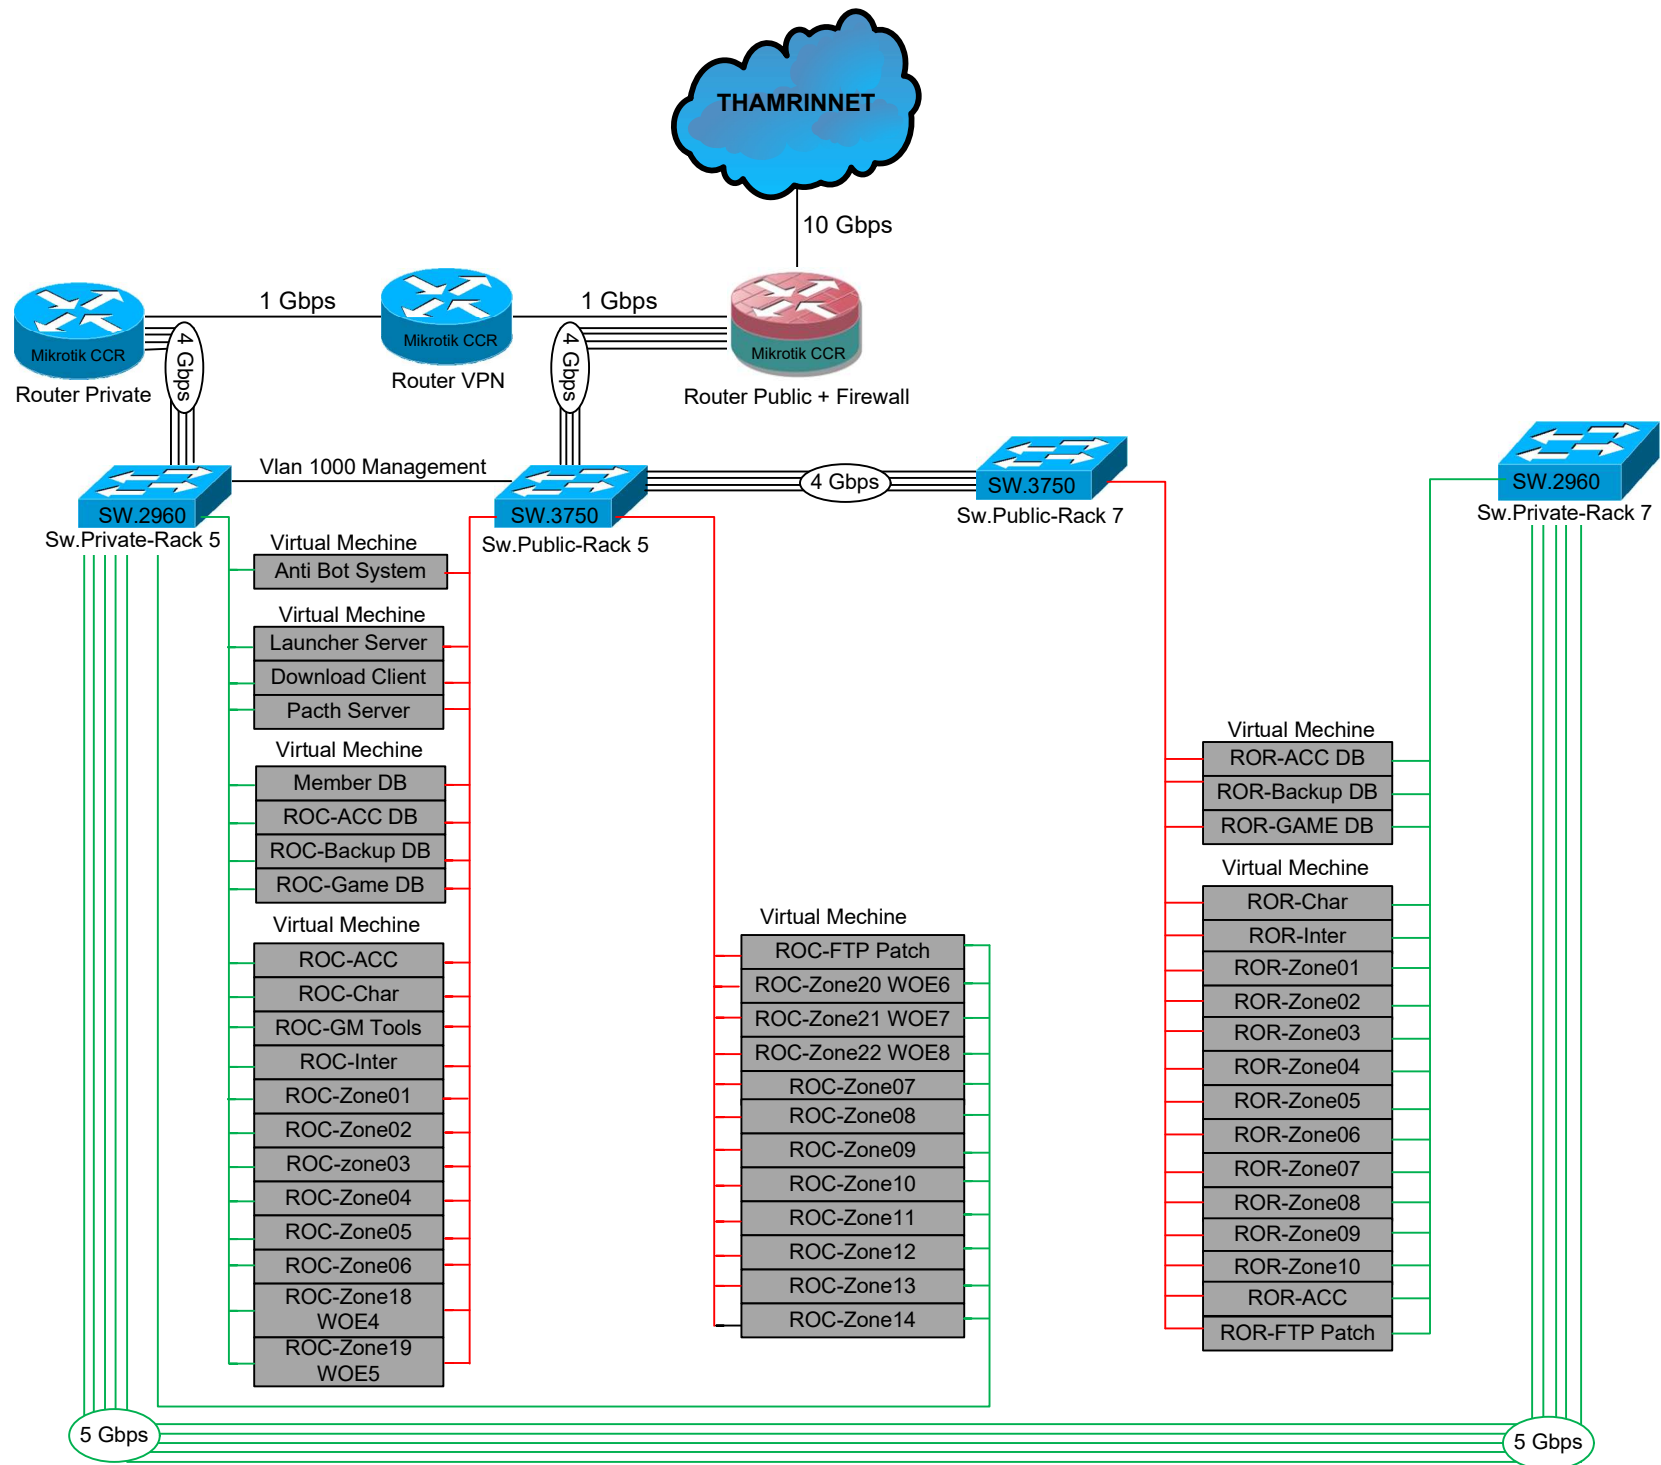 THAMRINNET
10 Gbps
1 Gbps
1 Gbps
Mikrotik CCR
Router Private
4 Gbps
Mikrotik CCR
Router VPN
4 Gbps
Mikrotik CCR
Router Public + Firewall
Vlan 1000 Management
4 Gbps
SW.2960
Sw.Private-Rack 5
SW.3750
Sw.Public-Rack 5
SW.3750
Sw.Public-Rack 7
SW.2960
Sw.Private-Rack 7
Virtual Mechine
Anti Bot System
Virtual Mechine
Launcher Server
Download Client
Pacth Server
Virtual Mechine
Member DB
ROC-ACC DB
ROC-Backup DB
ROC-Game DB
Virtual Mechine
ROC-ACC
ROC-Char
ROC-GM Tools
ROC-Inter
ROC-Zone01
ROC-Zone02
ROC-zone03
ROC-Zone04
ROC-Zone05
ROC-Zone06
ROC-Zone18
WOE4
ROC-Zone19
WOE5
Virtual Mechine
ROC-FTP Patch
ROC-Zone20 WOE6
ROC-Zone21 WOE7
ROC-Zone22 WOE8
ROC-Zone07
ROC-Zone08
ROC-Zone09
ROC-Zone10
ROC-Zone11
ROC-Zone12
ROC-Zone13
ROC-Zone14
Virtual Mechine
ROR-ACC DB
ROR-Backup DB
ROR-GAME DB
Virtual Mechine
ROR-Char
ROR-Inter
ROR-Zone01
ROR-Zone02
ROR-Zone03
ROR-Zone04
ROR-Zone05
ROR-Zone06
ROR-Zone07
ROR-Zone08
ROR-Zone09
ROR-Zone10
ROR-ACC
ROR-FTP Patch
5 Gbps
5 Gbps